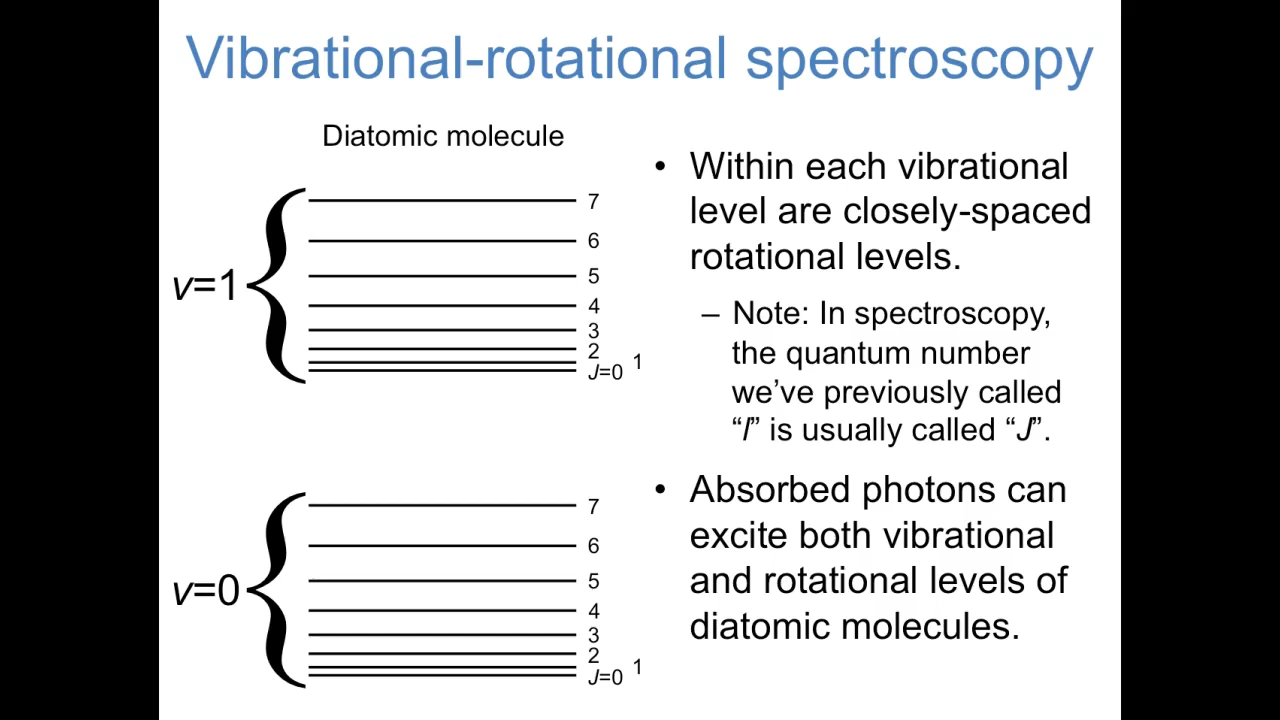 Vibrational-rotational spectroscopy
Diatomic molecule
7
6
5
4
3
2
1
J=0
v=1
7
6
5
4
3
2
1
J=0
v=0
• Within each vibrational
level are closely-spaced
rotational levels.
– Note: In spectroscopy,
the quantum number
we’ve previously called
“l” is usually called “J”.
• Absorbed photons can
excite both vibrational
and rotational levels of
diatomic molecules.